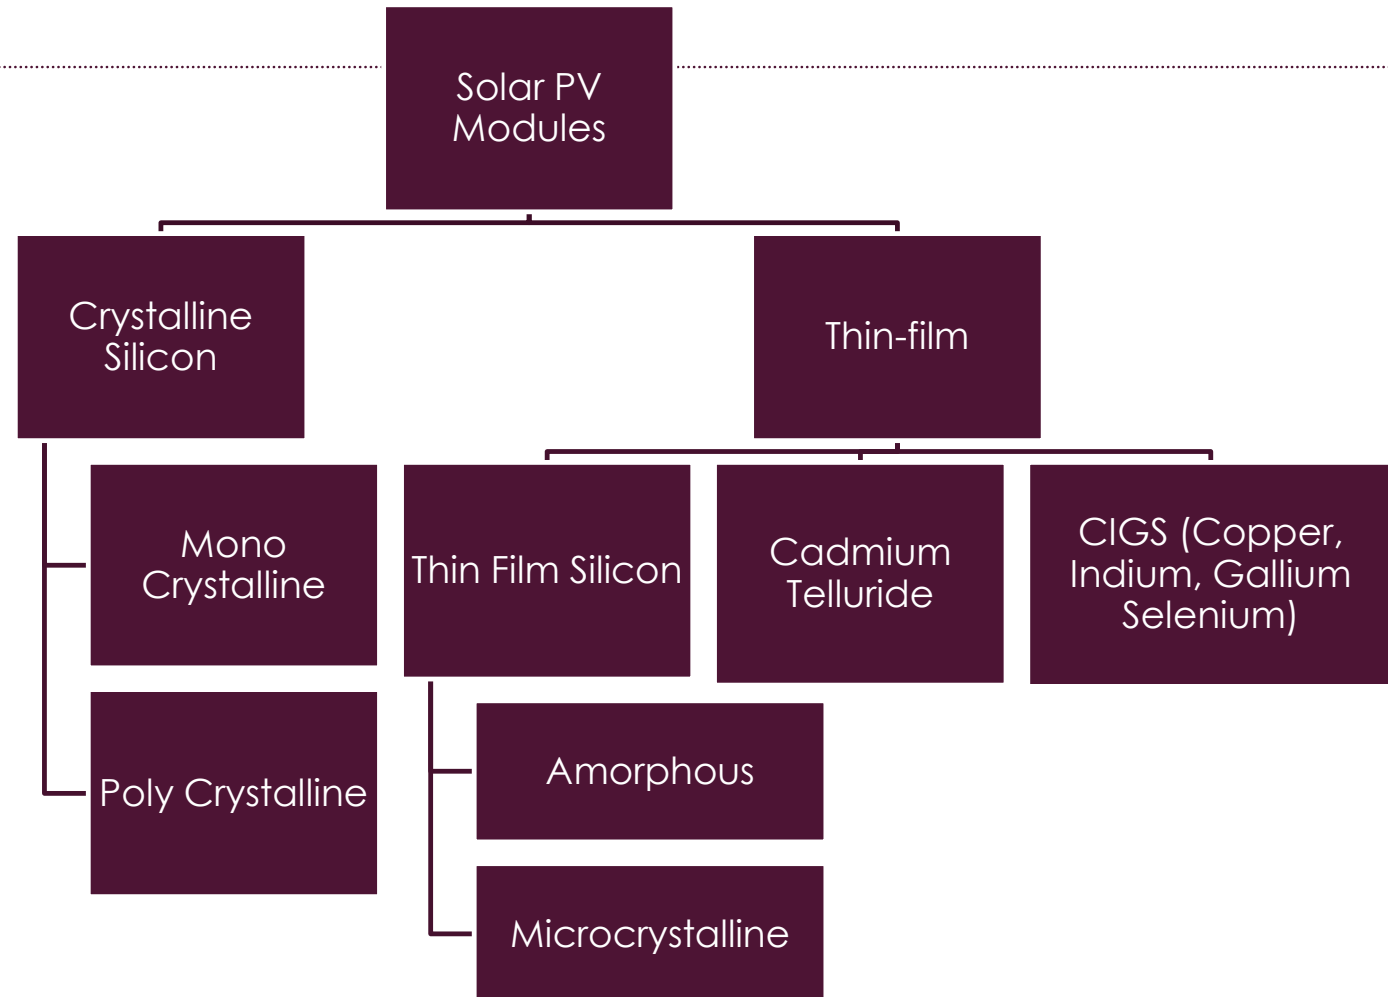 Solar PV
Modules
Crystalline
Silicon
Thin-film
Mono
Crystalline
Thin Film Silicon
Cadmium
Telluride
CIGS (Copper,
Indium, Gallium
Selenium)
Poly Crystalline
Amorphous
Microcrystalline